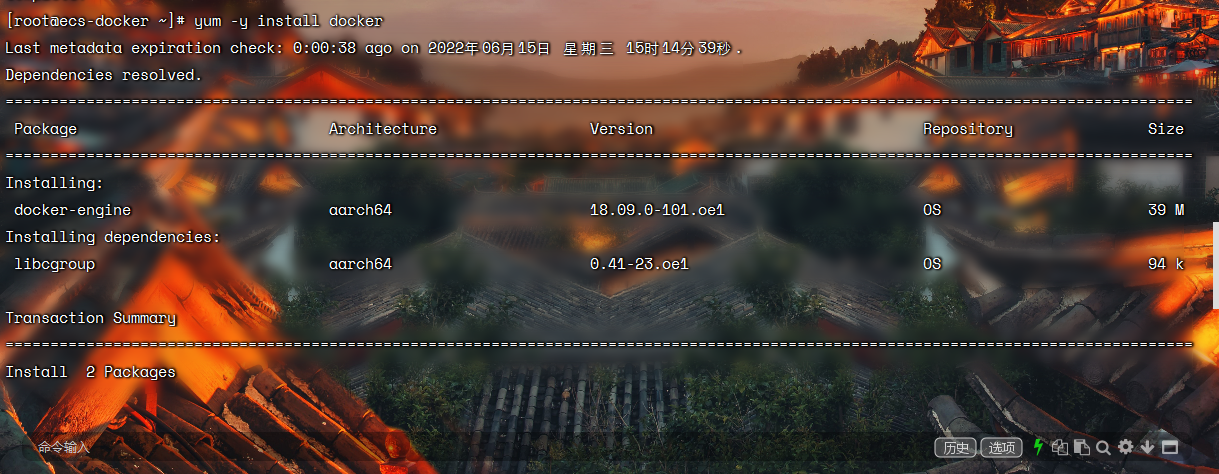 [root@ecs-docker ~]# yum -y install docker
Last metadata expiration check: 0:00:38 ago on 2022年06月15日 星期三 15时14分39秒.
Dependencies resolved.
================================================================================
Package Architecture Version Repository Size
================================================================================
Installing:
docker-engine aarch64 18.09.0-101.oe1 OS 39 M
Installing dependencies:
libcgroup aarch64 0.41-23.oe1 OS 94 k
Transaction Summary
================================================================================
Install 2 Packages
命令输入 历史 选项